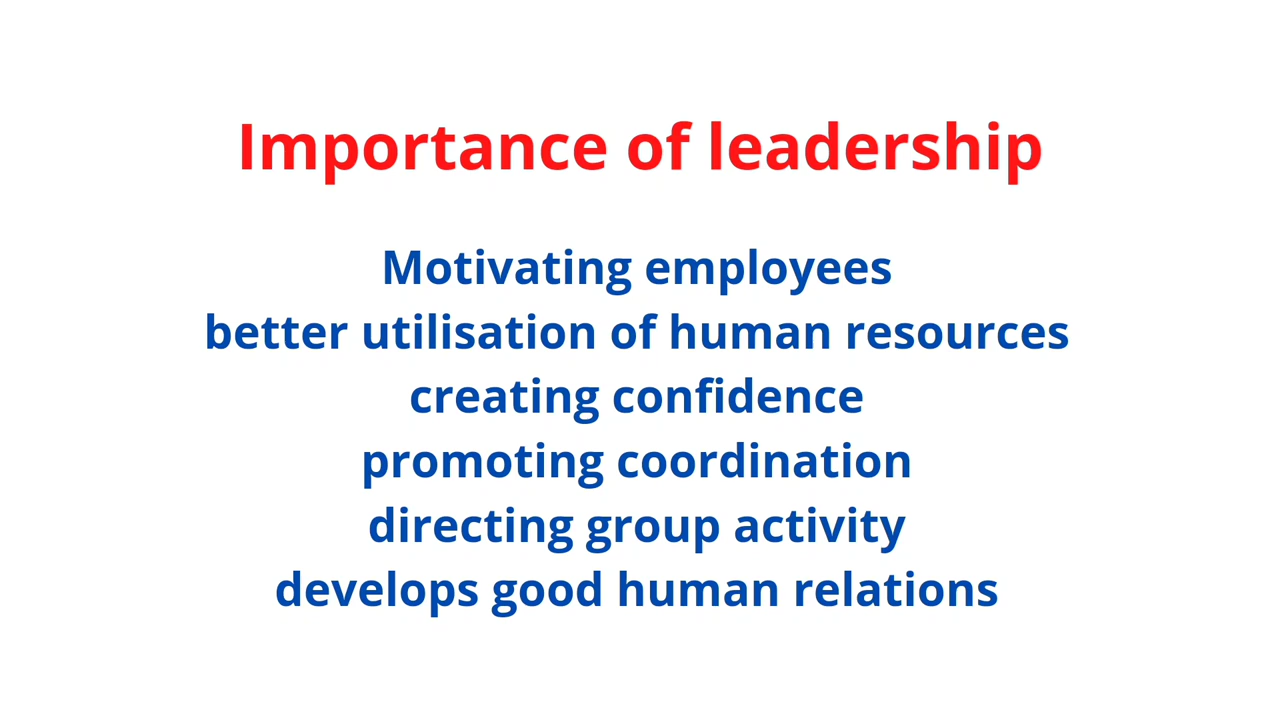 Importance of leadership
Motivating employees
better utilisation of human resources
creating confidence
promoting coordination
directing group activity
develops good human relations